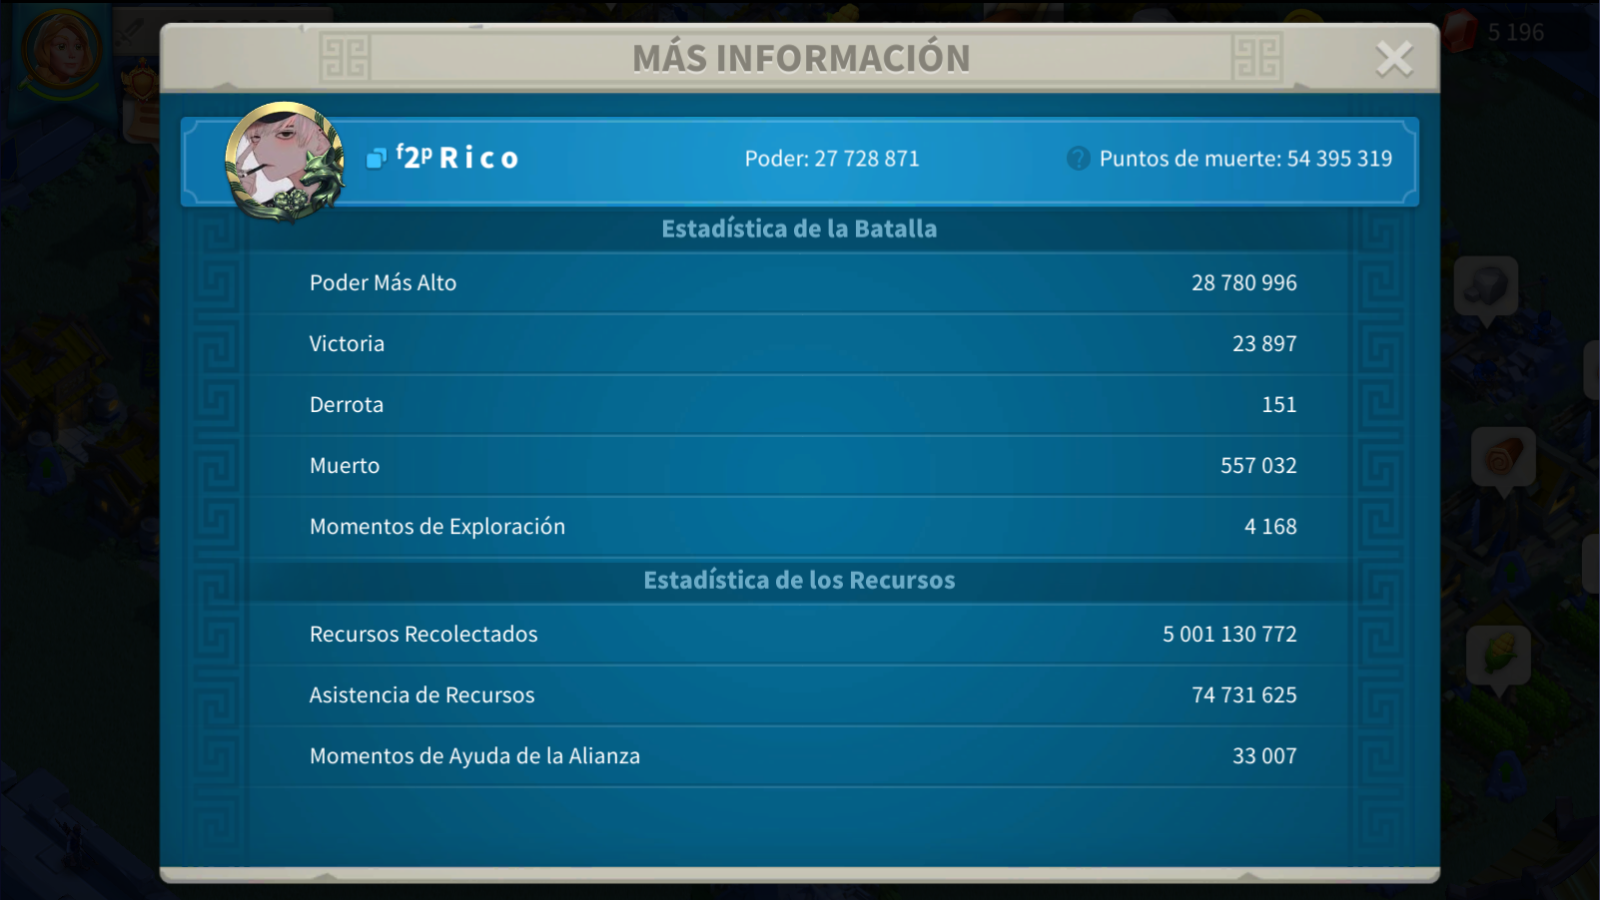 5 196
MÁS INFORMACIÓN
f2p Rico
Poder: 27 728 871
? Puntos de muerte: 54 395 319
Estadística de la Batalla
Poder Más Alto 28 780 996
Victoria 23 897
Derrota 151
Muerto 557 032
Momentos de Exploración 4 168
Estadística de los Recursos
Recursos Recolectados 5 001 130 772
Asistencia de Recursos 74 731 625
Momentos de Ayuda de la Alianza 33 007